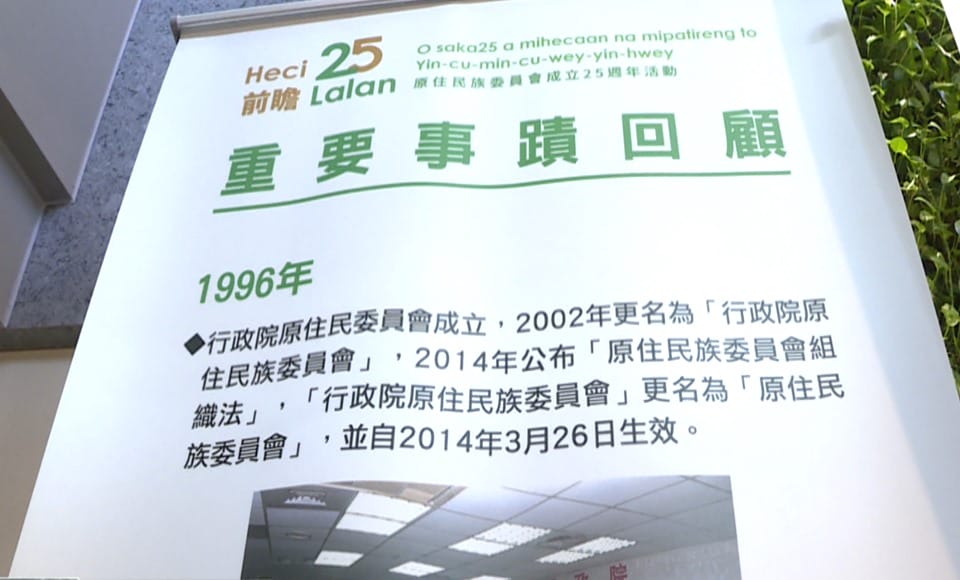 Heci 25
前瞻 Lalan
O saka25 a mihecaan na mipatireng to
Yin-cu-min-cu-wey-yin-hwey
原住民族委員會成立25週年活動
重要事蹟回顧
1996年
◆行政院原住民委員會成立，2002年更名為「行政院原
住民族委員會」，2014年公布「原住民族委員會組
織法」，「行政院原住民族委員會」更名為「原住民
族委員會」，並自2014年3月26日生效。